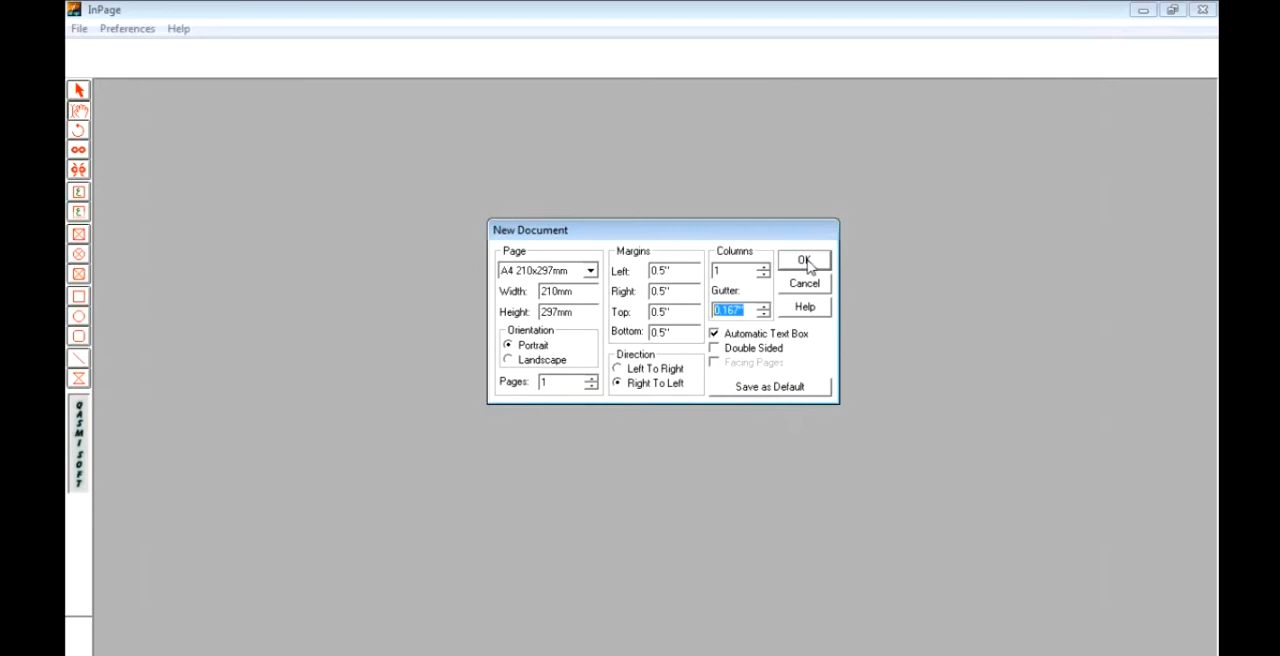 InPage
File Preferences Help
New Document
Page
A4 210x297mm
Width: 210mm
Height: 297mm
Orientation
Portrait
Landscape
Pages: 1
Margins
Left: 0.5"
Right: 0.5"
Top: 0.5"
Bottom: 0.5"
Direction
Left To Right
Right To Left
Columns
1
Gutter:
0.167"
Automatic Text Box
Double Sided
Facing Pages
OK
Cancel
Help
Save as Default
QASMI SOFT